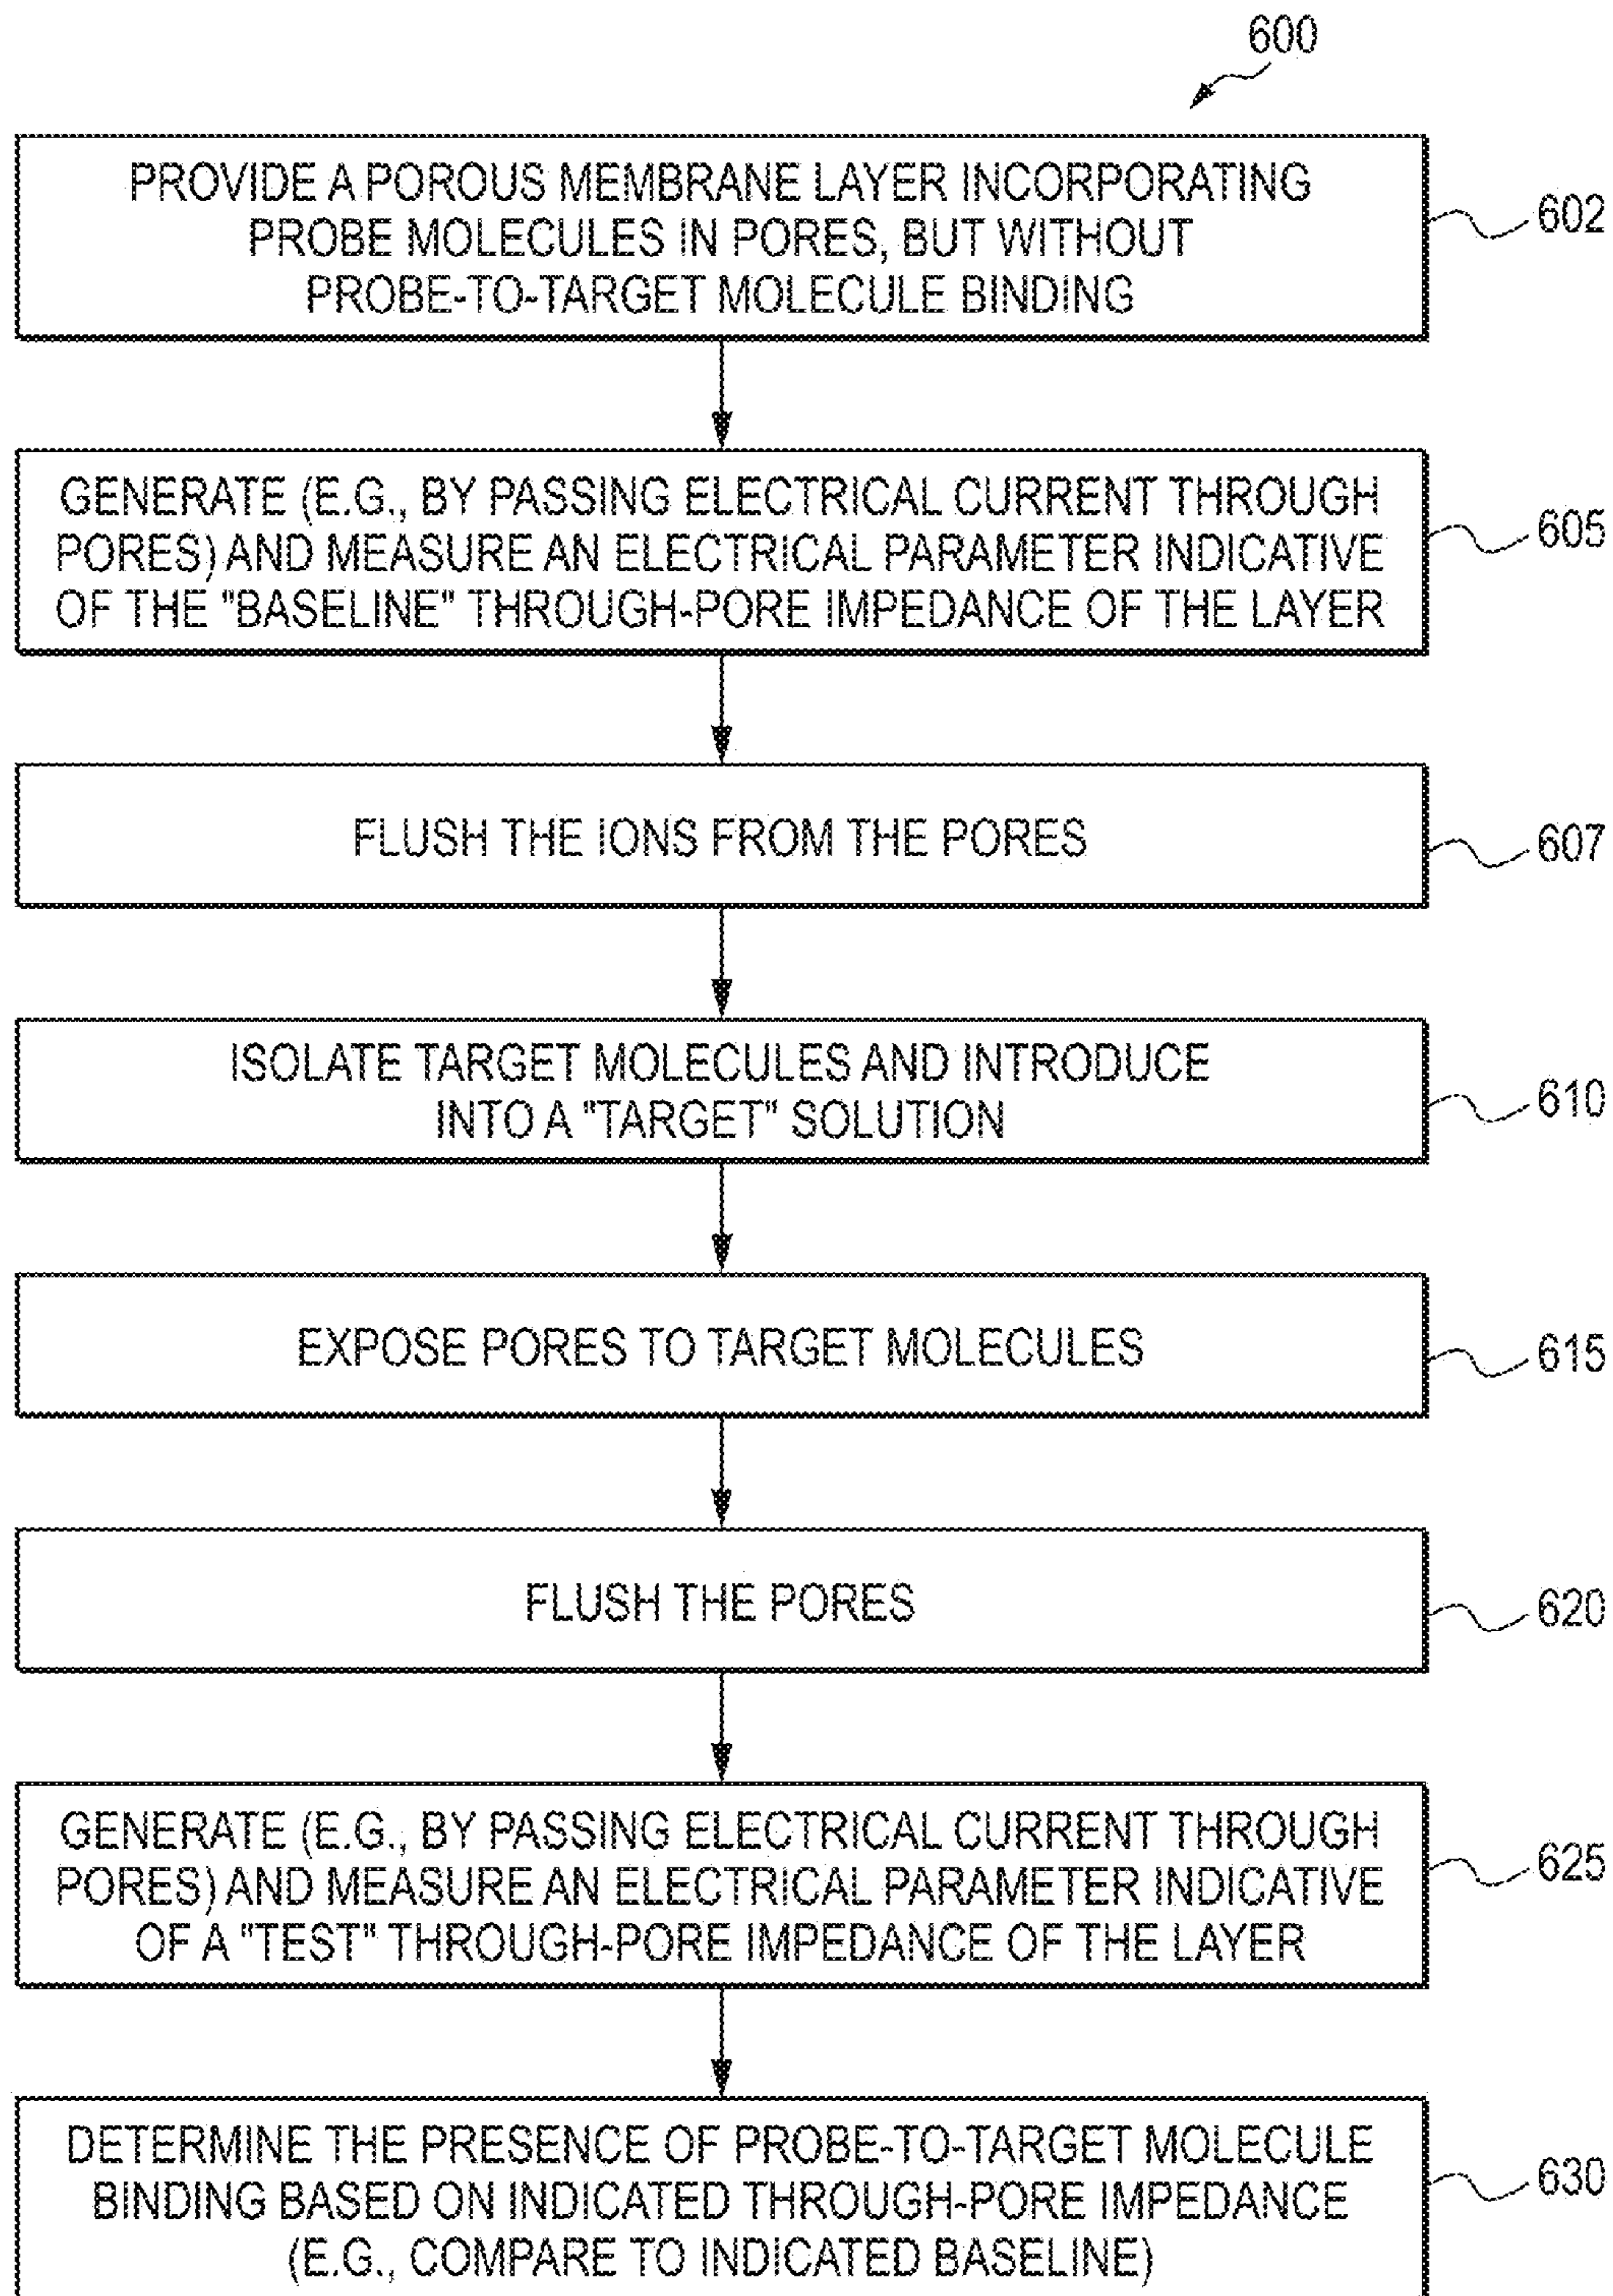 600
PROVIDE A POROUS MEMBRANE LAYER INCORPORATING
PROBE MOLECULES IN PORES, BUT WITHOUT
PROBE-TO-TARGET MOLECULE BINDING
602
GENERATE (E.G., BY PASSING ELECTRICAL CURRENT THROUGH
PORES) AND MEASURE AN ELECTRICAL PARAMETER INDICATIVE
OF THE "BASELINE" THROUGH-PORE IMPEDANCE OF THE LAYER
605
FLUSH THE IONS FROM THE PORES
607
ISOLATE TARGET MOLECULES AND INTRODUCE
INTO A "TARGET" SOLUTION
610
EXPOSE PORES TO TARGET MOLECULES
615
FLUSH THE PORES
620
GENERATE (E.G., BY PASSING ELECTRICAL CURRENT THROUGH
PORES) AND MEASURE AN ELECTRICAL PARAMETER INDICATIVE
OF A "TEST" THROUGH-PORE IMPEDANCE OF THE LAYER
625
DETERMINE THE PRESENCE OF PROBE-TO-TARGET MOLECULE
BINDING BASED ON INDICATED THROUGH-PORE IMPEDANCE
(E.G., COMPARE TO INDICATED BASELINE)
630